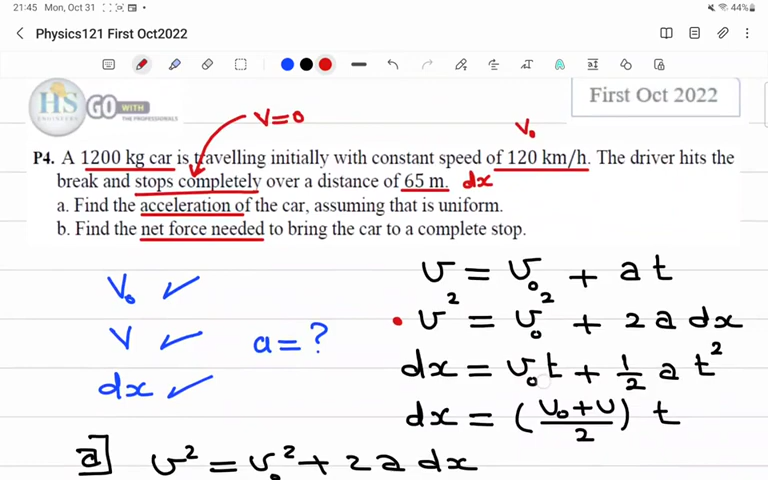 21:45 Mon, Oct 31
44%
Physics121 First Oct2022
HS
ENGINEERS
GO WITH
THE PROFESSIONALS
First Oct 2022
v=0
v₀
P4. A 1200 kg car is travelling initially with constant speed of 120 km/h. The driver hits the
break and stops completely over a distance of 65 m. dx
a. Find the acceleration of the car, assuming that is uniform.
b. Find the net force needed to bring the car to a complete stop.
v₀ ✓
v ✓
dx ✓
a = ?
v = v₀ + at
v² = v₀² + 2a dx
dx = v₀t + 1/2 a t²
dx = (v₀+v/2) t
a] v² = v₀² + 2a dx